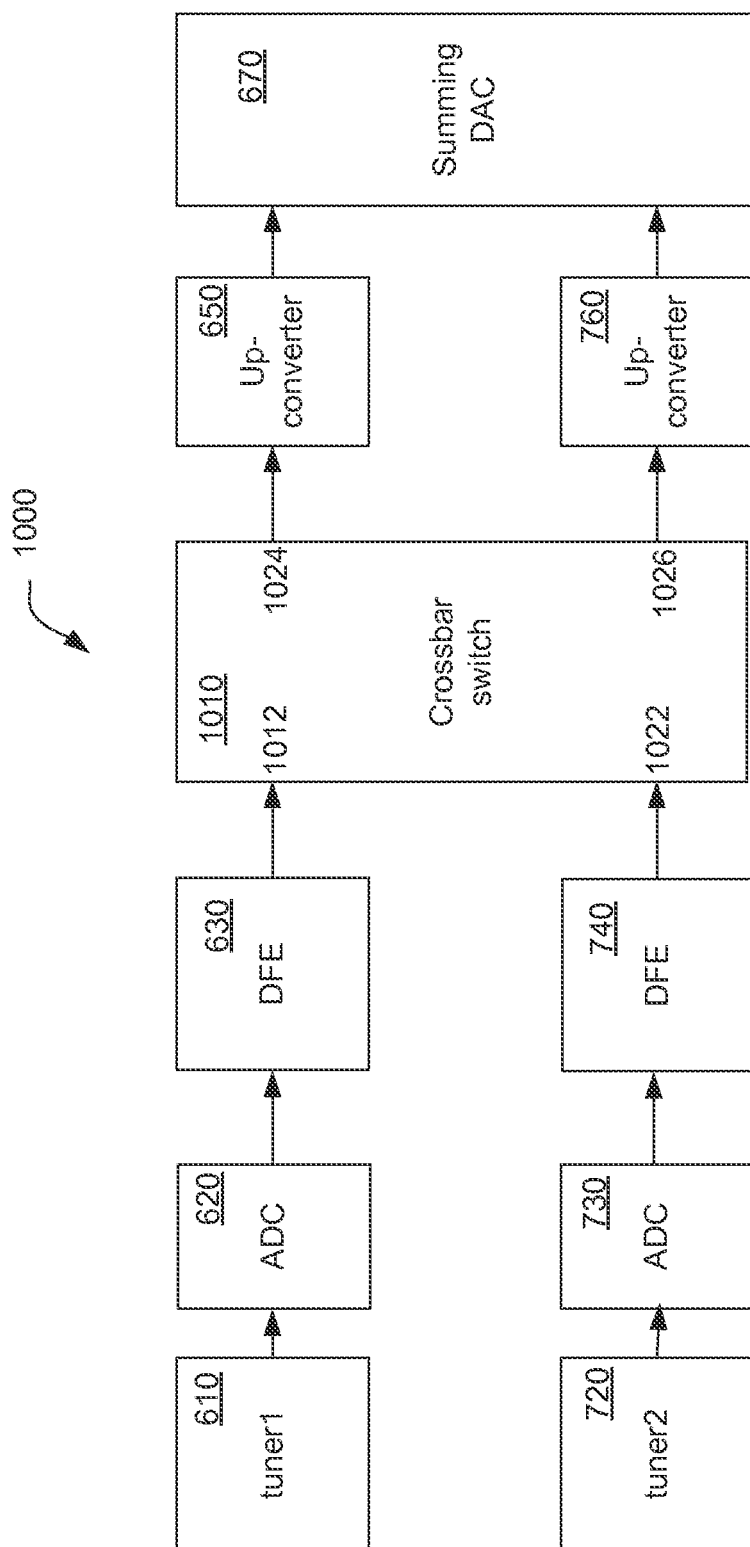 1000
610
tuner1
620
ADC
630
DFE
1010
1012
1024
Crossbar
switch
1022
1026
650
Up-
converter
670
Summing
DAC
720
tuner2
730
ADC
740
DFE
760
Up-
converter